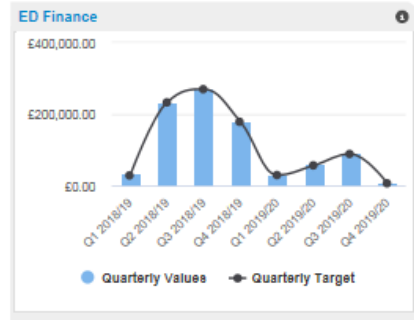 ED Finance
£400,000.00
£200,000.00
£0.00
Q1 2018/19
Q2 2018/19
Q3 2018/19
Q4 2018/19
Q1 2019/20
Q2 2019/20
Q3 2019/20
Q4 2019/20
Quarterly Values Quarterly Target